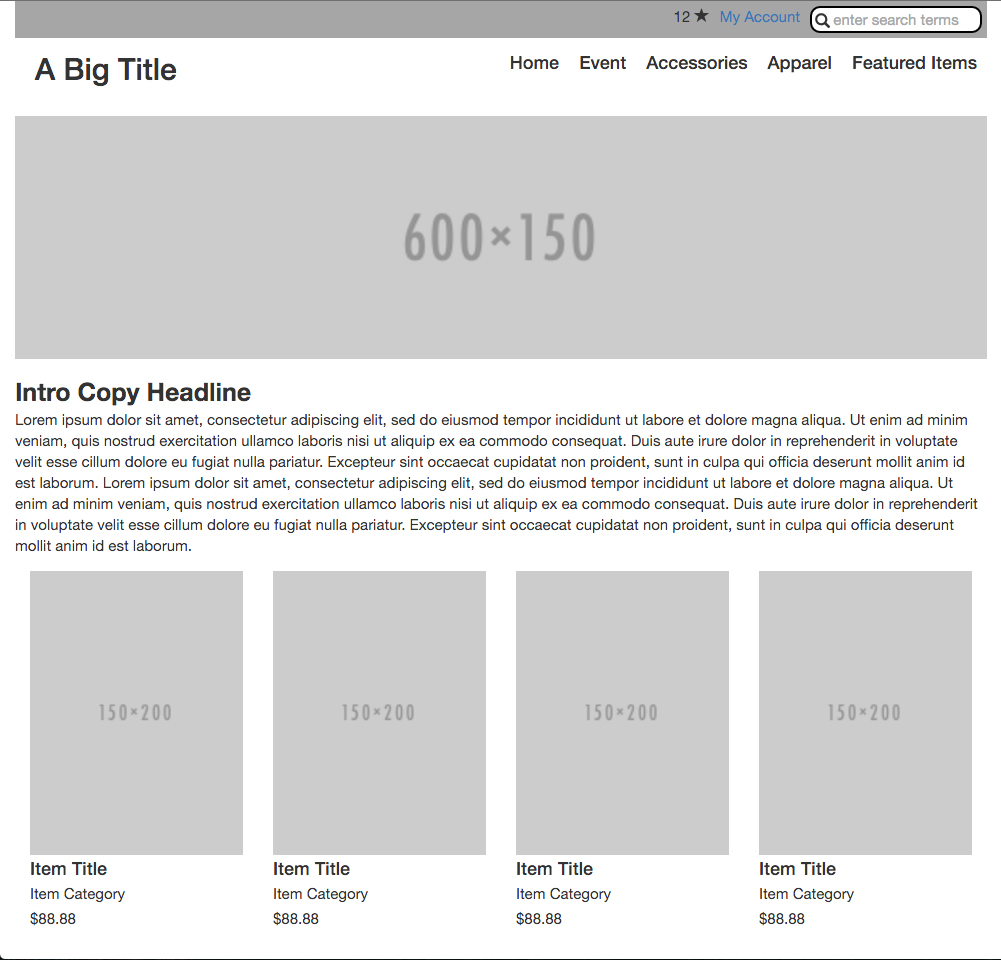 12 ★ My Account enter search terms
A Big Title
Home Event Accessories Apparel Featured Items
600×150
Intro Copy Headline
Lorem ipsum dolor sit amet, consectetur adipiscing elit, sed do eiusmod tempor incididunt ut labore et dolore magna aliqua. Ut enim ad minim
veniam, quis nostrud exercitation ullamco laboris nisi ut aliquip ex ea commodo consequat. Duis aute irure dolor in reprehenderit in voluptate
velit esse cillum dolore eu fugiat nulla pariatur. Excepteur sint occaecat cupidatat non proident, sunt in culpa qui officia deserunt mollit anim id
est laborum. Lorem ipsum dolor sit amet, consectetur adipiscing elit, sed do eiusmod tempor incididunt ut labore et dolore magna aliqua. Ut
enim ad minim veniam, quis nostrud exercitation ullamco laboris nisi ut aliquip ex ea commodo consequat. Duis aute irure dolor in reprehenderit
in voluptate velit esse cillum dolore eu fugiat nulla pariatur. Excepteur sint occaecat cupidatat non proident, sunt in culpa qui officia deserunt
mollit anim id est laborum.
150×200 150×200 150×200 150×200
Item Title Item Title Item Title Item Title
Item Category Item Category Item Category Item Category
$88.88 $88.88 $88.88 $88.88